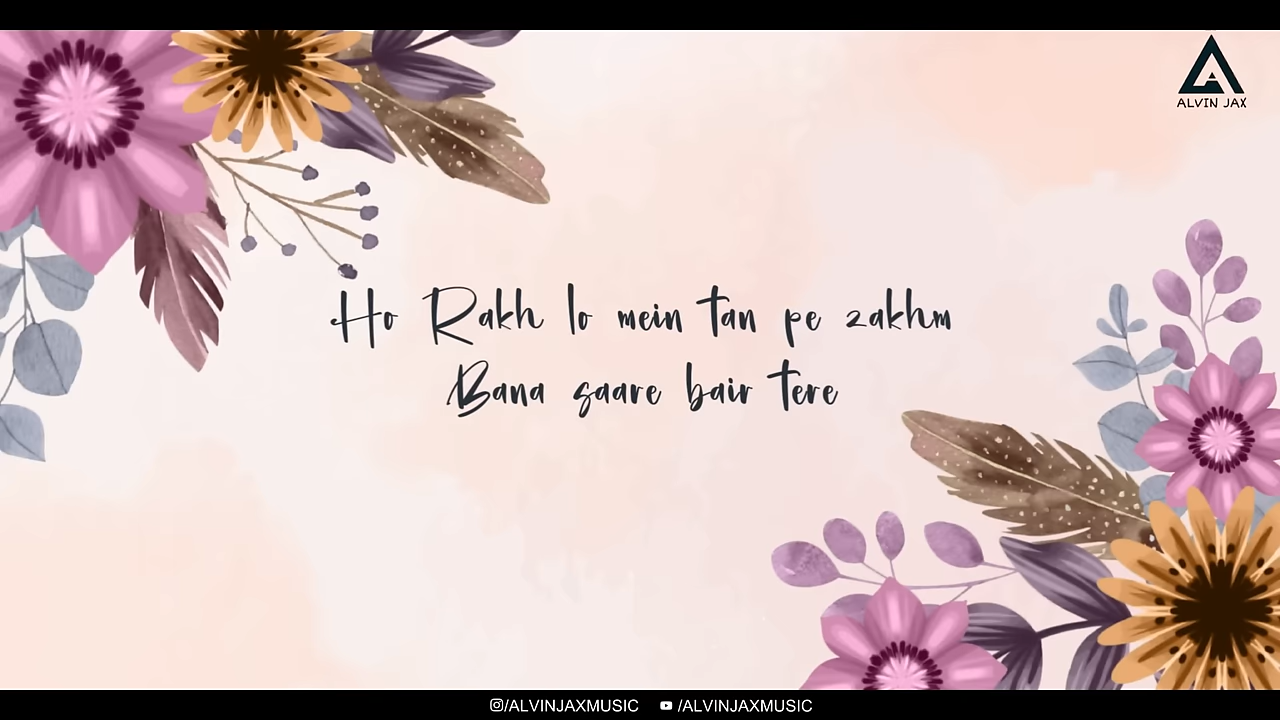 ALVIN JAX
Ho Rakh lo mein tan pe zakhm
Bana saare bair tere
/ALVINJAXMUSIC /ALVINJAXMUSIC